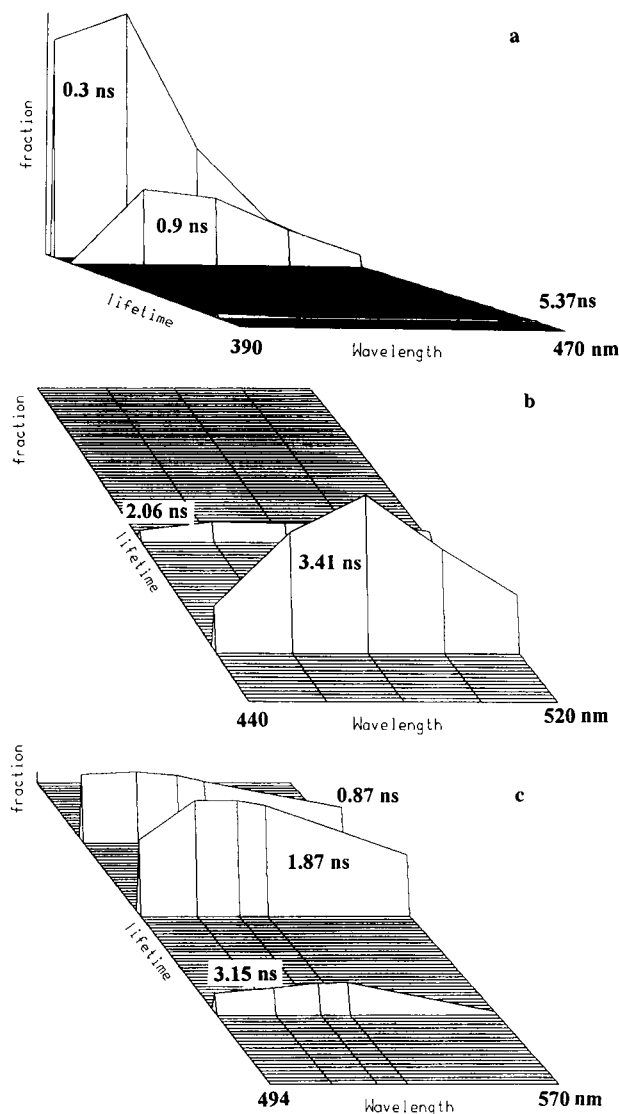 a
fraction
0.3 ns
0.9 ns
lifetime
5.37ns
390
Wavelength
470 nm
b
fraction
2.06 ns
lifetime
3.41 ns
440
Wavelength
520 nm
c
fraction
0.87 ns
1.87 ns
lifetime
3.15 ns
494
Wavelength
570 nm